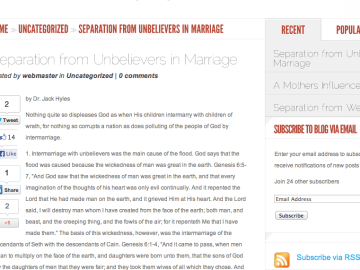 ME > UNCATEGORIZED > SEPARATION FROM UNBELIEVERS IN MARRIAGE
eparation from Unbelievers in Marriage
sted by webmaster in Uncategorized | 0 comments
2
Tweet
14
Like
1
Share
2
+1
by Dr. Jack Hyles
Nothing quite so displeases God as when His children intermarry with children of
wrath, for nothing so corrupts a nation as does polluting of the people of God by
intermarriage.
1. Intermarriage with unbelievers was the main cause of the flood. God says that the
flood was caused because the wickedness of man was great in the earth. Genesis 6:5-
7, "And God saw that the wickedness of man was great in the earth, and that every
imagination of the thoughts of his heart was only evil continually. And it repented the
Lord that He had made man on the earth, and it grieved Him at His heart. And the Lord
said, I will destroy man whom I have created from the face of the earth; both man, and
beast, and the creeping thing, and the fowls of the air; for it repenteth Me that I have
made them." The basis of this wickedness, however, was the intermarriage of the
cendants of Seth with the descendants of Cain. Genesis 6:1-4, "And it came to pass, when men
an to multiply on the face of the earth, and daughters were born unto them, that the sons of God
the daughters of men that they were fair; and they took them wives of all which they chose. And
RECENT
POPULA
Separation from Unb
Marriage
A Mothers Influence
Separation from We
SUBSCRIBE TO BLOG VIA EMAIL
Enter your email address to subscribe
receive notifications of new posts
Join 24 other subscribers
Email Address
Subscribe
Subscribe via RSS